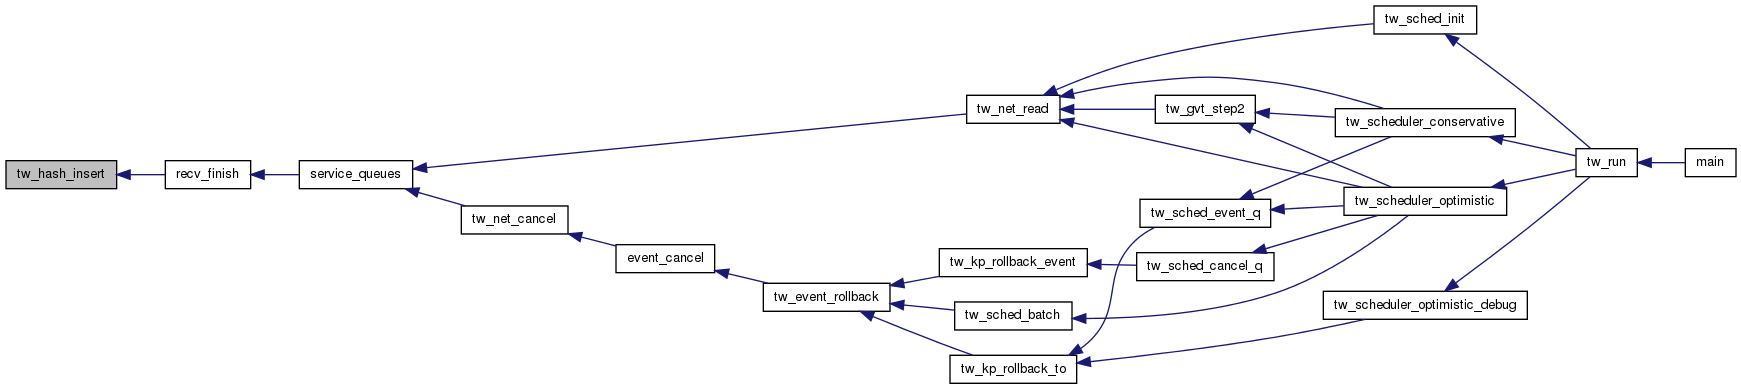 tw_hash_insert
recv_finish
service_queues
tw_net_read
tw_net_cancel
event_cancel
tw_event_rollback
tw_kp_rollback_event
tw_sched_batch
tw_kp_rollback_to
tw_sched_init
tw_gvt_step2
tw_scheduler_conservative
tw_sched_event_q
tw_scheduler_optimistic
tw_sched_cancel_q
tw_scheduler_optimistic_debug
tw_run
main